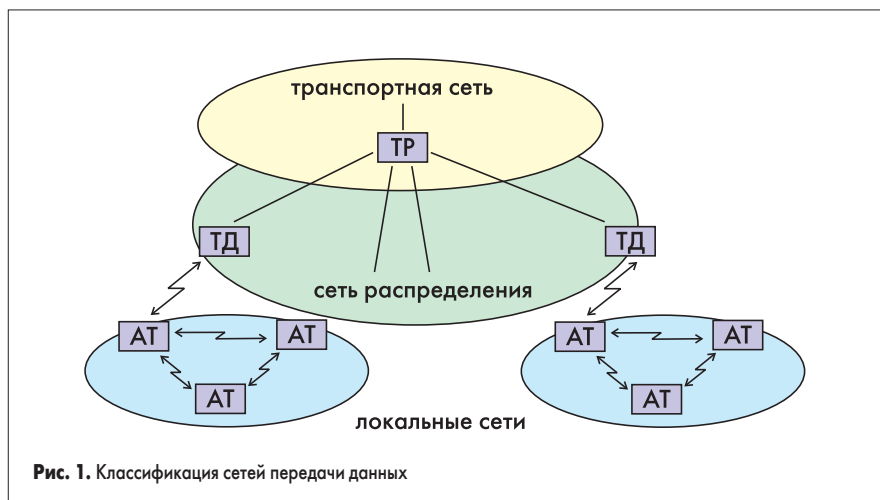 транспортная сеть
ТР
ТД
ТД
сеть распределения
АТ
АТ
АТ
АТ
АТ
АТ
локальные сети
Рис. 1. Классификация сетей передачи данных